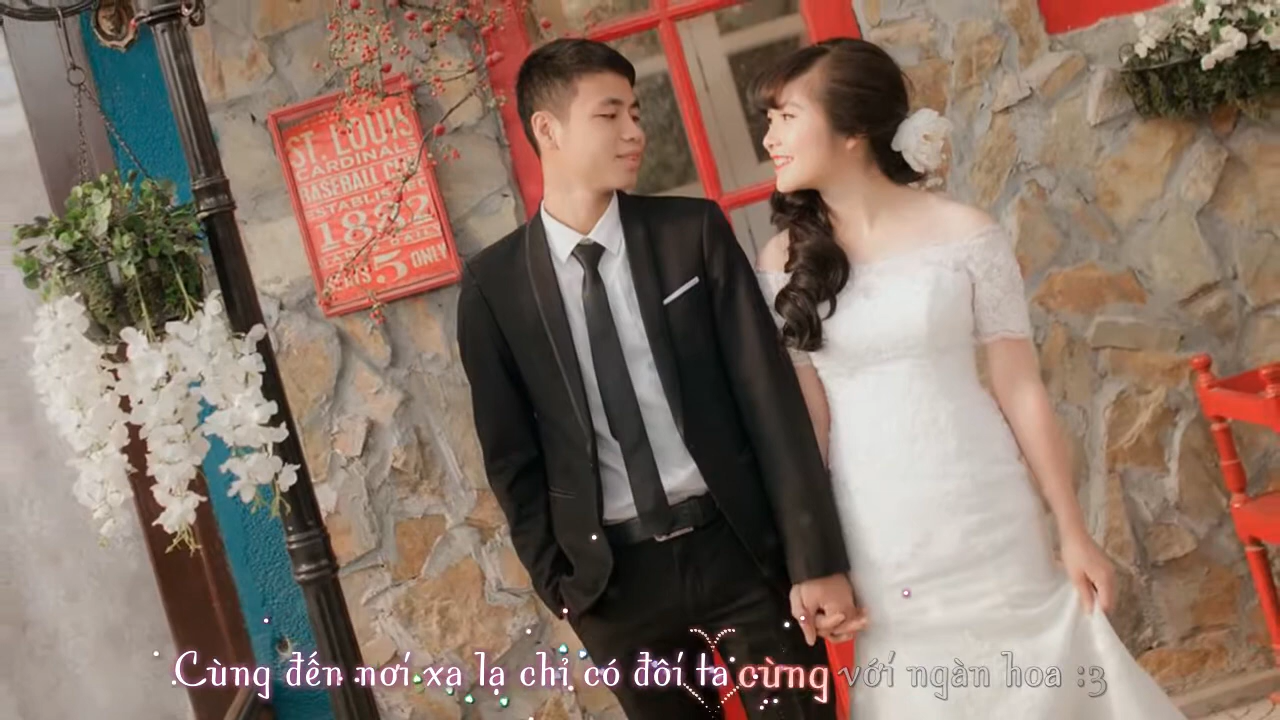 ST. LOUIS
CARDINALS
BASEBALL CLUB
ESTABLISHED
1882
5 ONLY
Cùng đến nơi xa lạ chỉ có đôi ta cùng với ngàn hoa :3